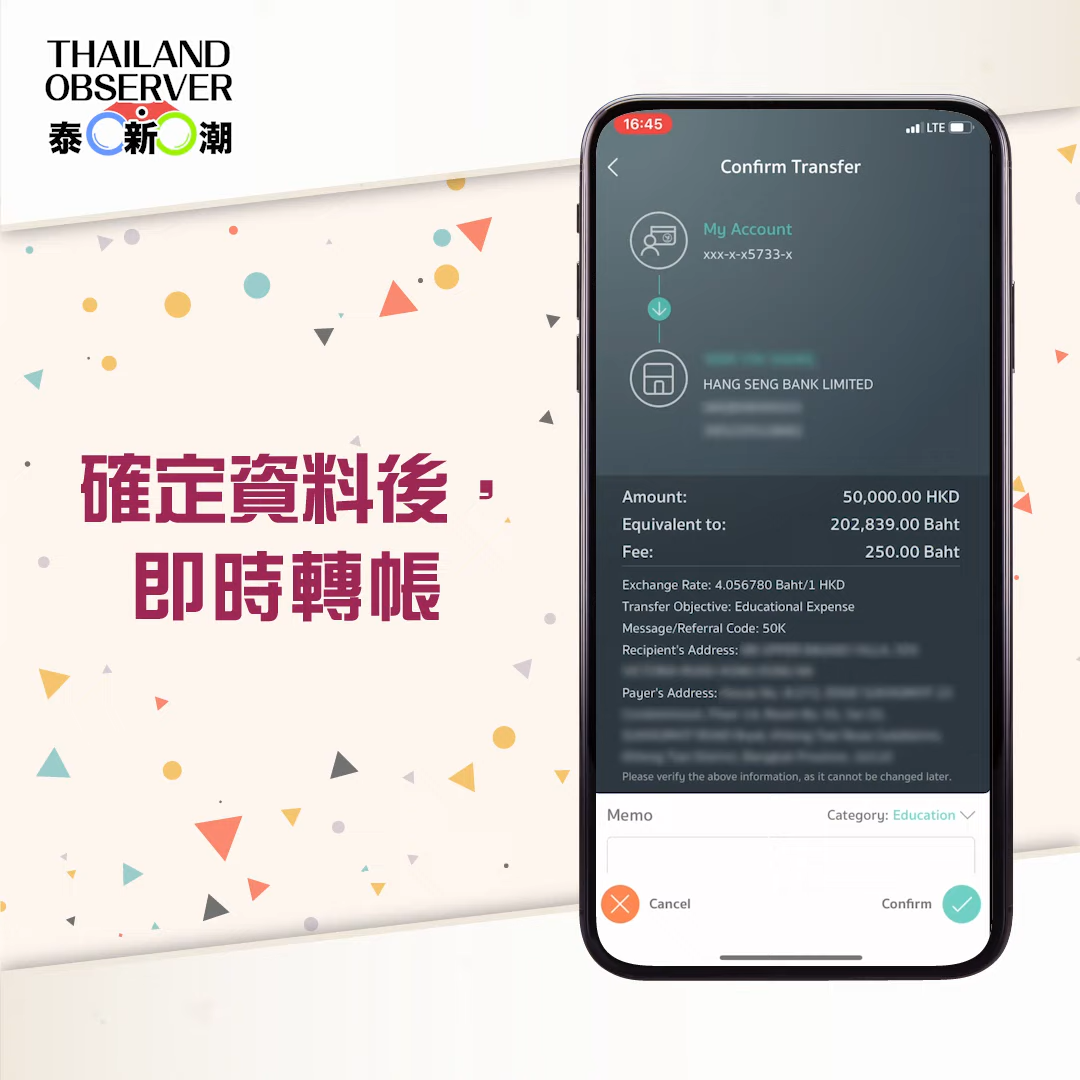 THAILAND
OBSERVER
泰新潮
確定資料後，
即時轉帳
16:45
LTE
Confirm Transfer
My Account
xxx-x-x5733-x
HANG SENG BANK LIMITED
Amount: 50,000.00 HKD
Equivalent to: 202,839.00 Baht
Fee: 250.00 Baht
Exchange Rate: 4.056780 Baht/1 HKD
Transfer Objective: Educational Expense
Message/Referral Code: 50K
Recipient's Address:
Payer's Address:
Please verify the above information, as it cannot be changed later.
Memo Category: Education
Cancel Confirm